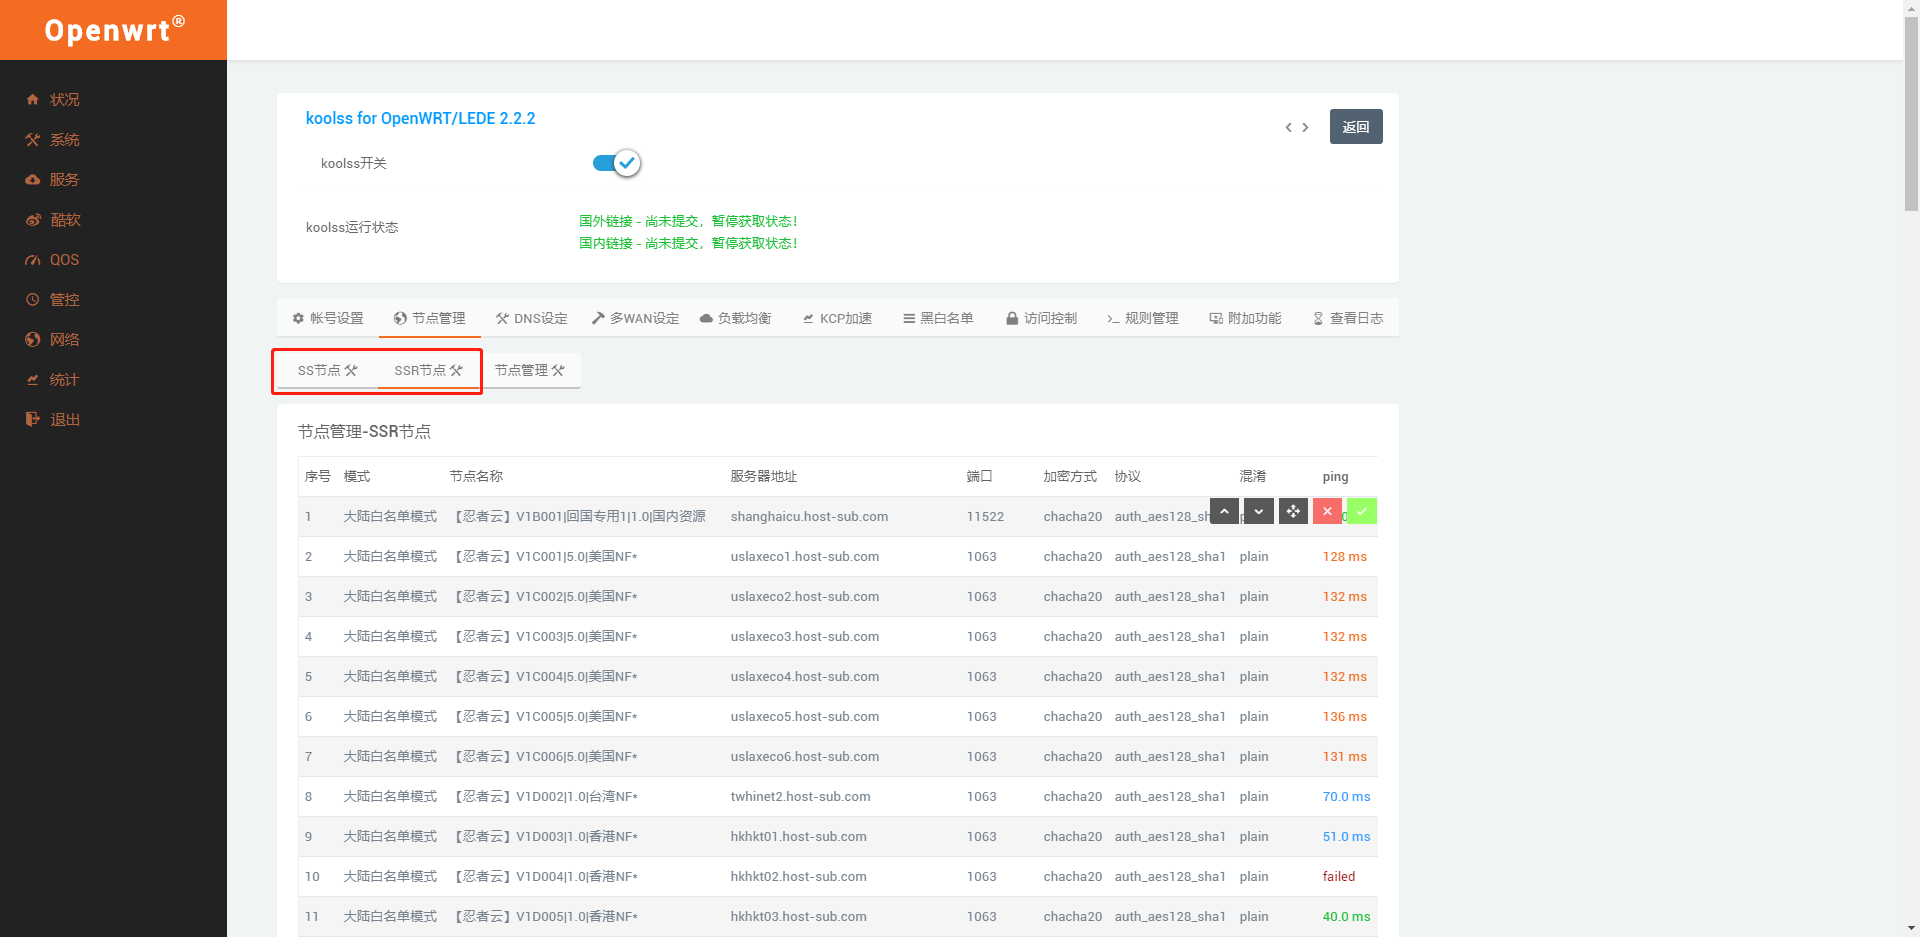 Openwrt®
状况
系统
服务
酷软
QOS
管控
网络
统计
退出
koolss for OpenWRT/LEDE 2.2.2
返回
koolss开关
koolss运行状态
国外链接 - 尚未提交，暂停获取状态！
国内链接 - 尚未提交，暂停获取状态！
帐号设置 节点管理 DNS设定 多WAN设定 负载均衡 KCP加速 黑白名单 访问控制 规则管理 附加功能 查看日志
SS节点 SSR节点 节点管理
节点管理-SSR节点
序号 模式 节点名称 服务器地址 端口 加密方式 协议 混淆 ping
1 大陆白名单模式 【忍者云】V1B001|回国专用1|1.0|国内资源 shanghaicu.host-sub.com 11522 chacha20
2 大陆白名单模式 【忍者云】V1C001|5.0|美国NF* uslaxeco1.host-sub.com 1063 chacha20 auth_aes128_sha1 plain 128 ms
3 大陆白名单模式 【忍者云】V1C002|5.0|美国NF* uslaxeco2.host-sub.com 1063 chacha20 auth_aes128_sha1 plain 132 ms
4 大陆白名单模式 【忍者云】V1C003|5.0|美国NF* uslaxeco3.host-sub.com 1063 chacha20 auth_aes128_sha1 plain 132 ms
5 大陆白名单模式 【忍者云】V1C004|5.0|美国NF* uslaxeco4.host-sub.com 1063 chacha20 auth_aes128_sha1 plain 132 ms
6 大陆白名单模式 【忍者云】V1C005|5.0|美国NF* uslaxeco5.host-sub.com 1063 chacha20 auth_aes128_sha1 plain 136 ms
7 大陆白名单模式 【忍者云】V1C006|5.0|美国NF* uslaxeco6.host-sub.com 1063 chacha20 auth_aes128_sha1 plain 131 ms
8 大陆白名单模式 【忍者云】V1D002|1.0|台湾NF* twhinet2.host-sub.com 1063 chacha20 auth_aes128_sha1 plain 70.0 ms
9 大陆白名单模式 【忍者云】V1D003|1.0|香港NF* hkhkt01.host-sub.com 1063 chacha20 auth_aes128_sha1 plain 51.0 ms
10 大陆白名单模式 【忍者云】V1D004|1.0|香港NF* hkhkt02.host-sub.com 1063 chacha20 auth_aes128_sha1 plain failed
11 大陆白名单模式 【忍者云】V1D005|1.0|香港NF* hkhkt03.host-sub.com 1063 chacha20 auth_aes128_sha1 plain 40.0 ms